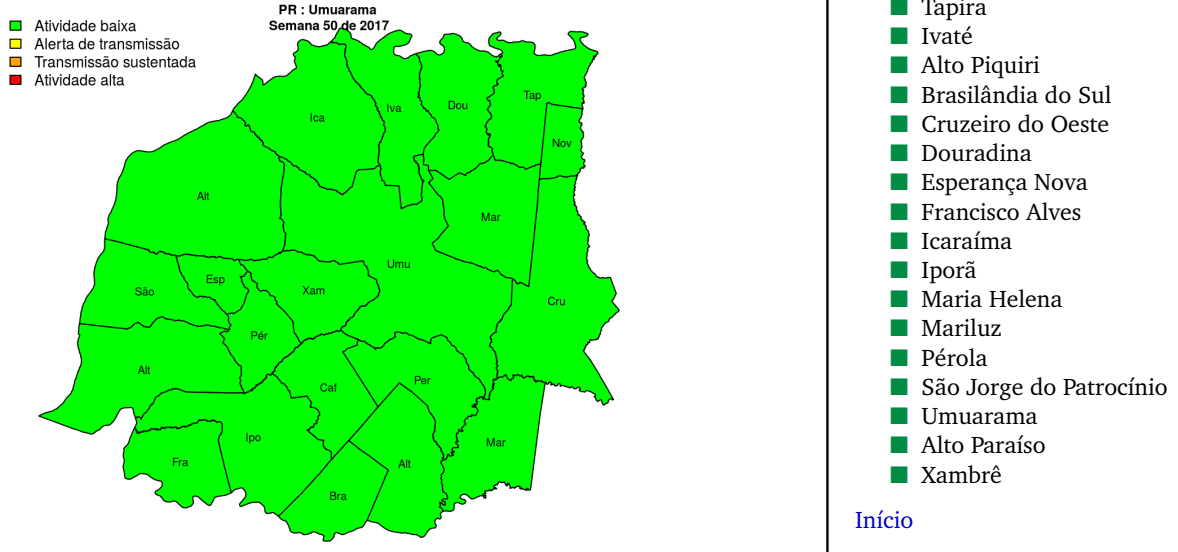 PR : Umuarama
Semana 50 de 2017
Atividade baixa
Alerta de transmissão
Transmissão sustentada
Atividade alta
Ica
Iva
Dou
Tap
Nov
Alt
Mar
Umu
Esp
São
Xam
Cru
Pér
Alt
Caf
Per
Ipo
Mar
Fra
Alt
Bra
Tapira
Ivaté
Alto Piquiri
Brasilândia do Sul
Cruzeiro do Oeste
Douradina
Esperança Nova
Francisco Alves
Icaraíma
Iporã
Maria Helena
Mariluz
Pérola
São Jorge do Patrocínio
Umuarama
Alto Paraíso
Xambrê
Início